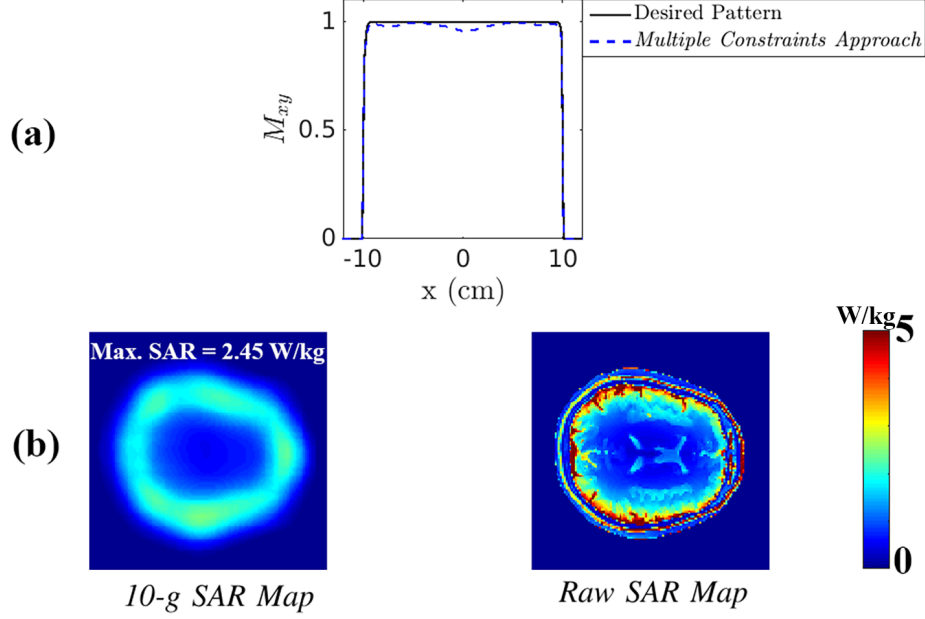 (a)
1
0.5
0
M_xy
-10
0
10
x (cm)
Desired Pattern
Multiple Constraints Approach
(b)
Max. SAR = 2.45 W/kg
10-g SAR Map
Raw SAR Map
W/kg
5
0